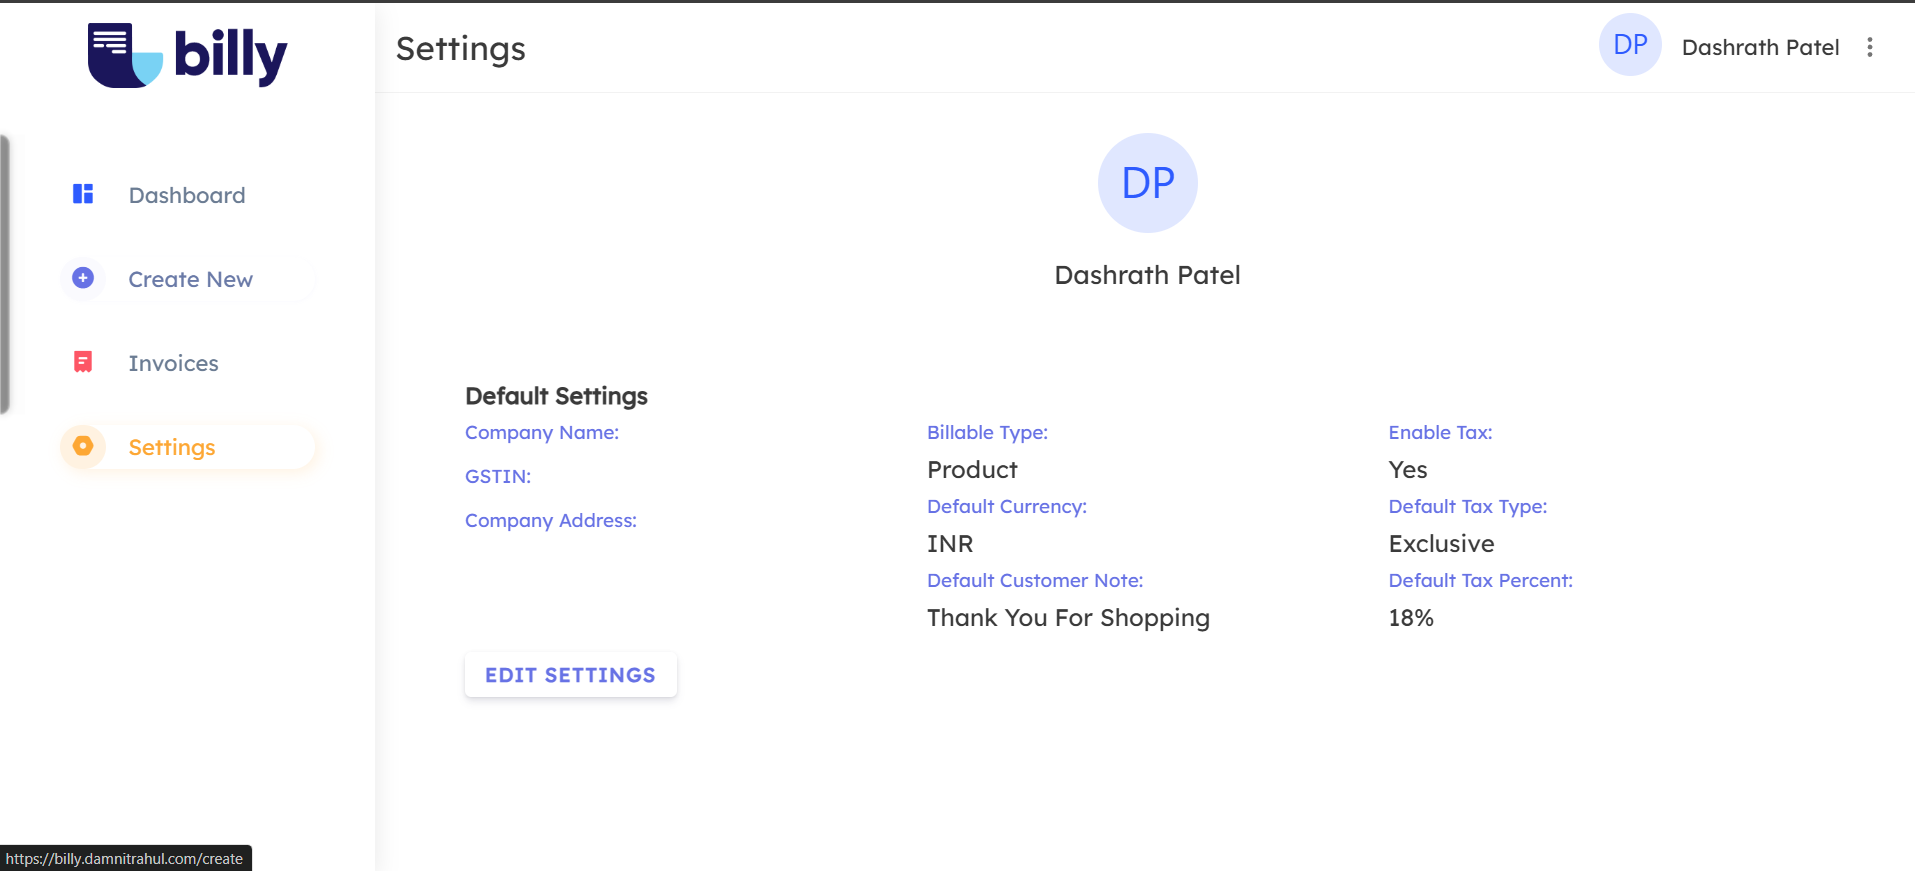 billy
Dashboard
Create New
Invoices
Settings
Settings
DP
Dashrath Patel
DP
Dashrath Patel
Default Settings
Company Name:
GSTIN:
Company Address:
Billable Type:
Product
Default Currency:
INR
Default Customer Note:
Thank You For Shopping
Enable Tax:
Yes
Default Tax Type:
Exclusive
Default Tax Percent:
18%
EDIT SETTINGS
https://billy.damnitrahul.com/create